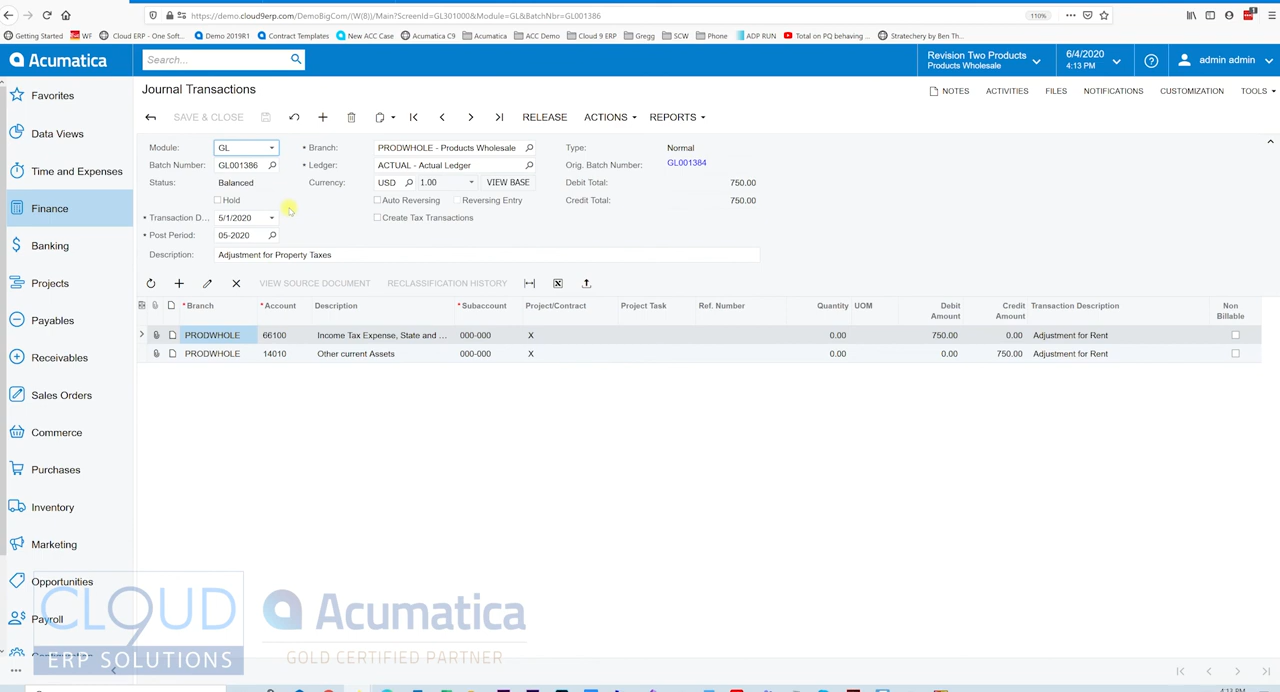 https://demo.cloud9erp.com/DemoBigCom/(W(8))/Main?ScreenId=GL301000&Module=GL&BatchNbr=GL001386
110%
Getting Started WF Cloud ERP - One Soft... Demo 2019R1 Contract Templates New ACC Case Acumatica C9 Acumatica ACC Demo Cloud 9 ERP Gregg SCW Phone ADP RUN Total on PQ behaving ... Stratechery by Ben Th...
Acumatica
Search...
Revision Two Products
Products Wholesale
6/4/2020
4:13 PM
admin admin
Favorites
Data Views
Time and Expenses
Finance
Banking
Projects
Payables
Receivables
Sales Orders
Commerce
Purchases
Inventory
Marketing
Opportunities
Payroll
Journal Transactions
NOTES ACTIVITIES FILES NOTIFICATIONS CUSTOMIZATION TOOLS
SAVE & CLOSE RELEASE ACTIONS REPORTS
Module: GL • Branch: PRODWHOLE - Products Wholesale Type: Normal
Batch Number: GL001386 • Ledger: ACTUAL - Actual Ledger Orig. Batch Number: GL001384
Status: Balanced Currency: USD 1.00 VIEW BASE Debit Total: 750.00
Hold Auto Reversing Reversing Entry Credit Total: 750.00
• Transaction D... 5/1/2020 Create Tax Transactions
• Post Period: 05-2020
Description: Adjustment for Property Taxes
VIEW SOURCE DOCUMENT RECLASSIFICATION HISTORY
*Branch *Account Description *Subaccount Project/Contract Project Task Ref. Number Quantity UOM Debit Amount Credit Amount Transaction Description Non Billable
PRODWHOLE 66100 Income Tax Expense, State and ... 000-000 X 0.00 750.00 0.00 Adjustment for Rent
PRODWHOLE 14010 Other current Assets 000-000 X 0.00 0.00 750.00 Adjustment for Rent
CLOUD 9
ERP SOLUTIONS
Acumatica
GOLD CERTIFIED PARTNER
4:13 PM